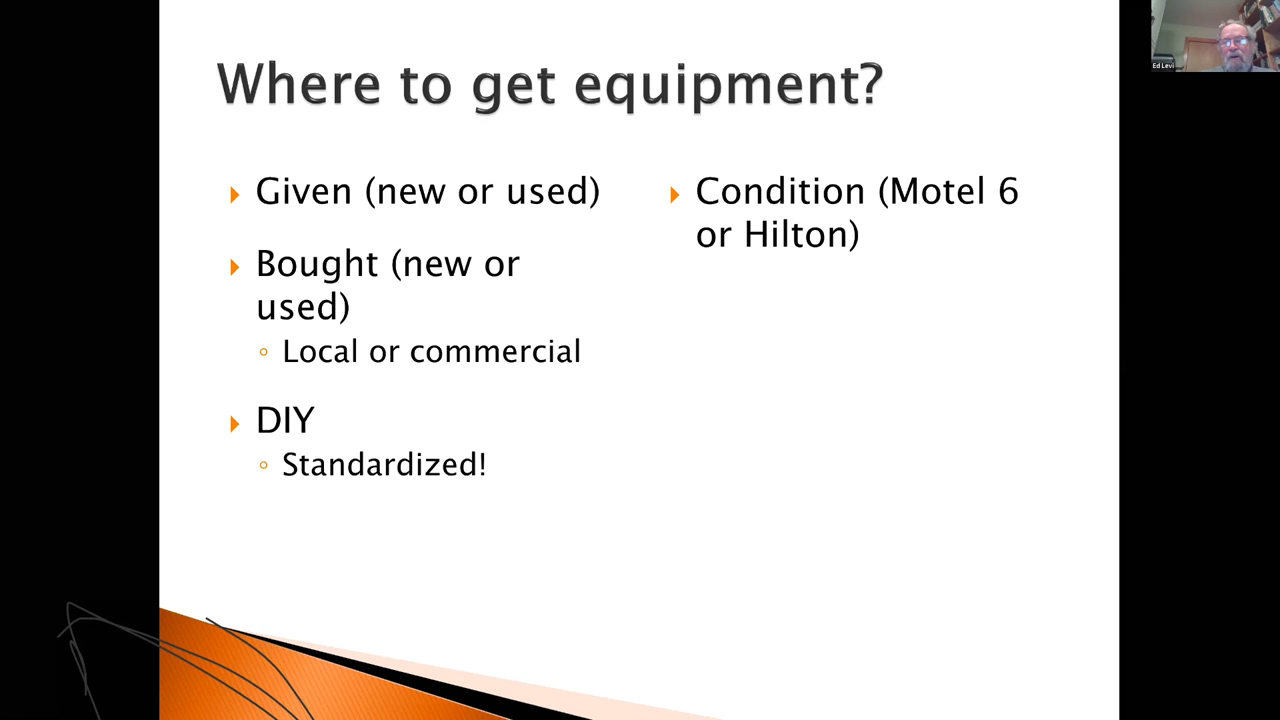 Where to get equipment?
Given (new or used)
Bought (new or
used)
Local or commercial
DIY
Standardized!
Condition (Motel 6
or Hilton)
Ed Levi